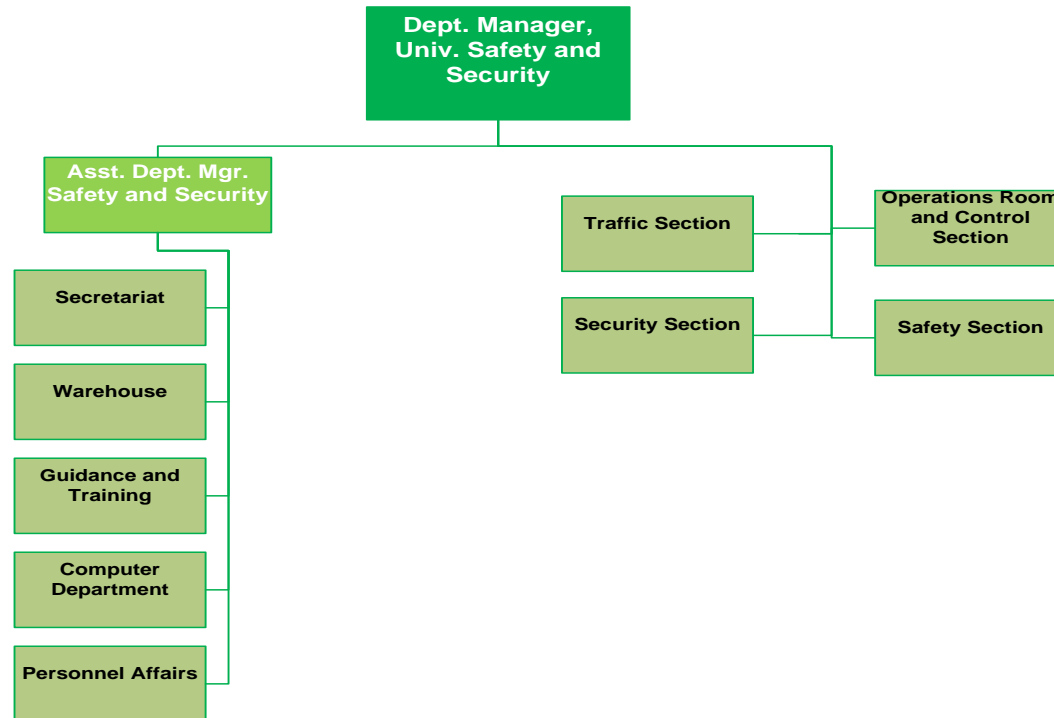 Dept. Manager,
Univ. Safety and
Security
Asst. Dept. Mgr.
Safety and Security
Traffic Section
Operations Room
and Control
Section
Secretariat
Security Section
Safety Section
Warehouse
Guidance and
Training
Computer
Department
Personnel Affairs